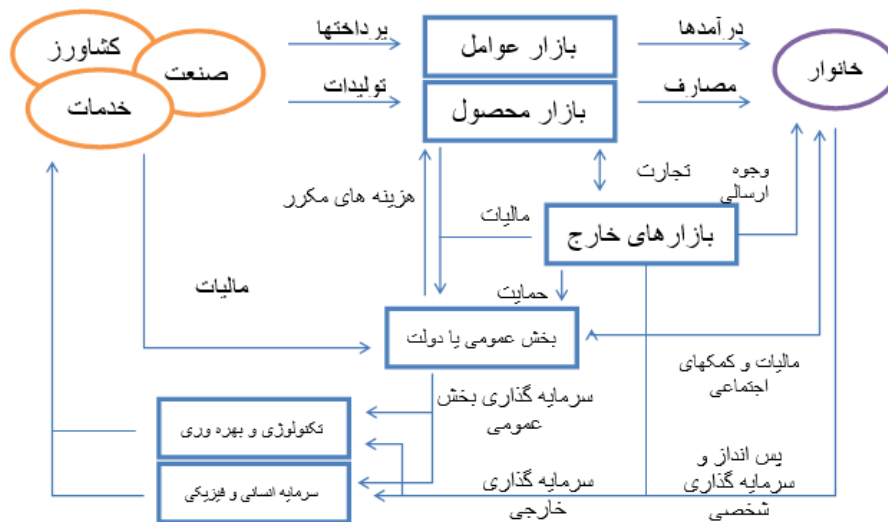 کشاورز
صنعت
خدمات
پرداختها
تولیدات
بازار عوامل
بازار محصول
درآمدها
مصارف
خانوار
هزینه های مکرر
مالیات
تجارت
وجوه
ارسالی
بازارهای خارج
حمایت
مالیات
بخش عمومی یا دولت
مالیات و کمکهای
اجتماعی
سرمایه گذاری بخش
عمومی
تکنولوژی و بهره وری
سرمایه انسانی و فیزیکی
سرمایه گذاری
خارجی
پس انداز و
سرمایه گذاری
شخصی